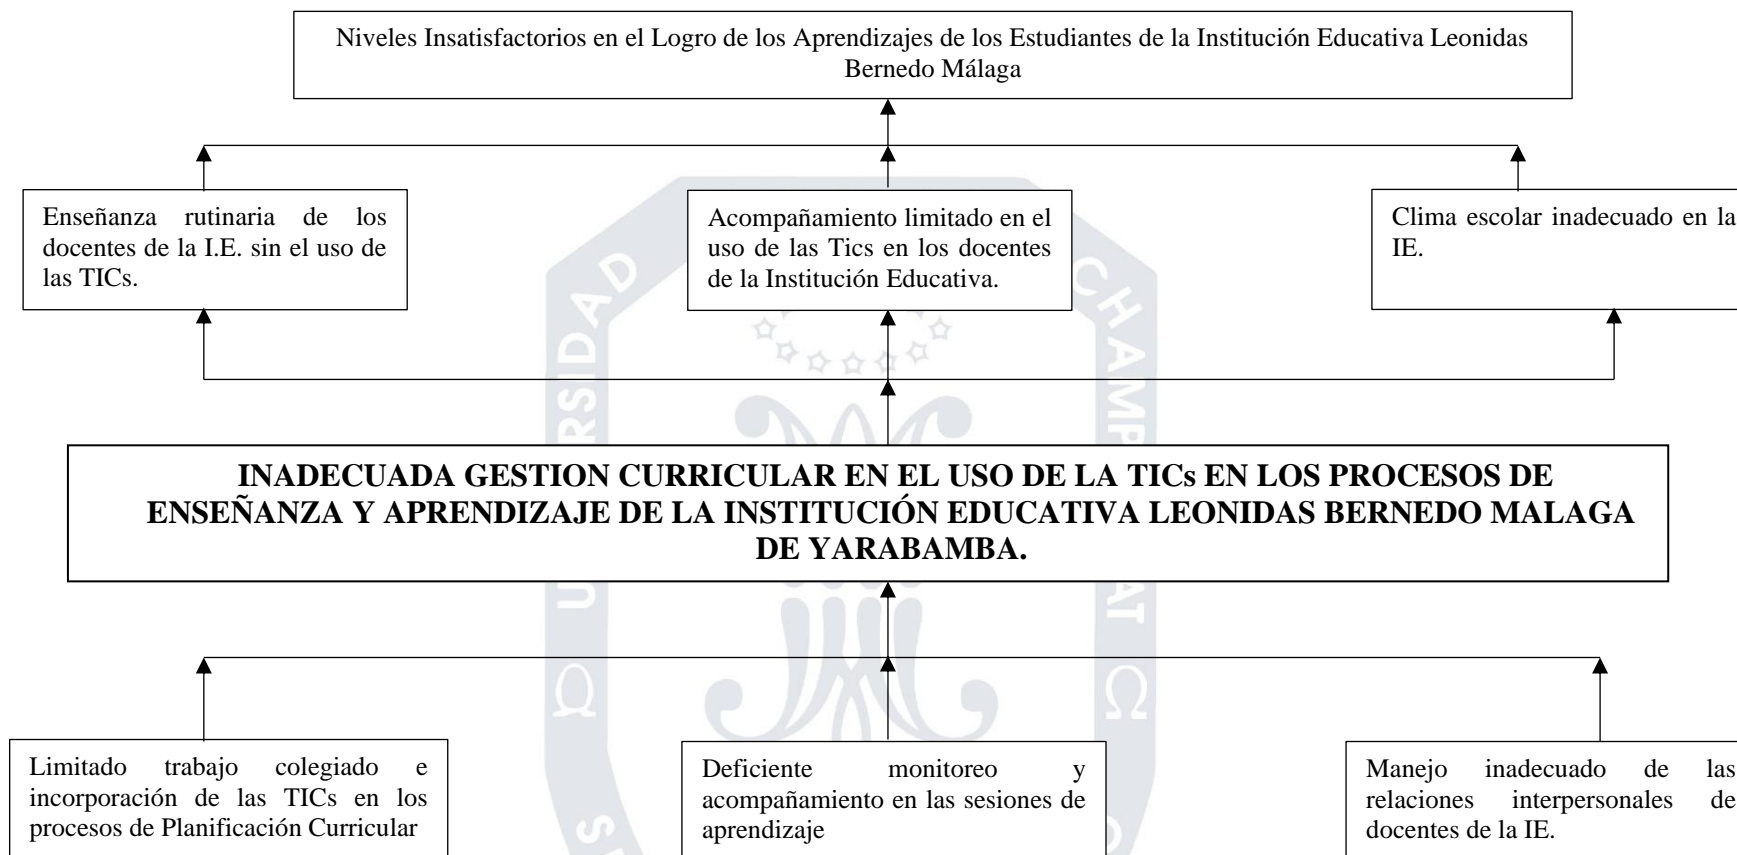 Niveles Insatisfactorios en el Logro de los Aprendizajes de los Estudiantes de la Institución Educativa Leonidas
Bernedo Málaga
Enseñanza rutinaria de los
docentes de la I.E. sin el uso de
las TICs.
Acompañamiento limitado en el
uso de las Tics en los docentes
de la Institución Educativa.
Clima escolar inadecuado en la
IE.
INADECUADA GESTION CURRICULAR EN EL USO DE LA TICs EN LOS PROCESOS DE
ENSEÑANZA Y APRENDIZAJE DE LA INSTITUCIÓN EDUCATIVA LEONIDAS BERNEDO MALAGA
DE YARABAMBA.
Limitado trabajo colegiado e
incorporación de las TICs en los
procesos de Planificación Curricular
Deficiente monitoreo y
acompañamiento en las sesiones de
aprendizaje
Manejo inadecuado de las
relaciones interpersonales de
docentes de la IE.